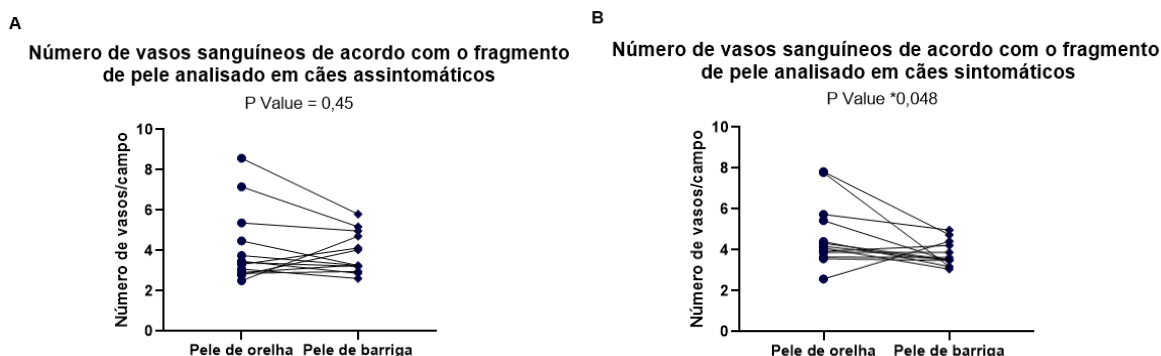 A
Número de vasos sanguíneos de acordo com o fragmento
de pele analisado em cães assintomáticos
P Value = 0,45
Número de vasos/campo
10
8
6
4
2
0
Pele de orelha
Pele de barriga
B
Número de vasos sanguíneos de acordo com o fragmento
de pele analisado em cães sintomáticos
P Value *0,048
Número de vasos/campo
10
8
6
4
2
0
Pele de orelha
Pele de barriga